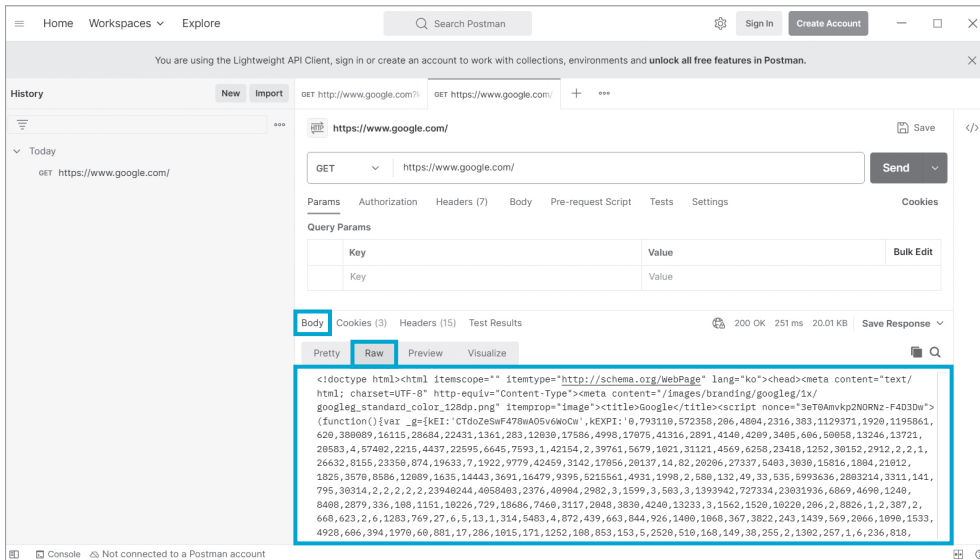 Home Workspaces Explore Search Postman Sign In Create Account
You are using the Lightweight API Client, sign in or create an account to work with collections, environments and unlock all free features in Postman.
History New Import GET http://www.google.com?k GET https://www.google.com/
HTTP https://www.google.com/ Save
Today
GET https://www.google.com/
GET https://www.google.com/ Send
Params Authorization Headers (7) Body Pre-request Script Tests Settings Cookies
Query Params
Key Value Bulk Edit
Key Value
Body Cookies (3) Headers (15) Test Results 200 OK 251 ms 20.01 KB Save Response
Pretty Raw Preview Visualize
<!doctype html><html itemscope="" itemtype="http://schema.org/WebPage" lang="ko"><head><meta content="text/
html; charset=UTF-8" http-equiv="Content-Type"><meta content="/images/branding/googleg/1x/
googleg_standard_color_128dp.png" itemprop="image"><title>Google</title><script nonce="3eT0Amvkp2NORNz-F4D3Dw">
(function(){var _g={kEI:'CTdoZeSwF478wAO5v6WoCw',kEXPI:'0,793110,572358,206,4804,2316,383,1129371,1920,1195861,
620,380089,16115,28684,22431,1361,283,12030,17586,4998,17075,41316,2891,4140,4209,3405,606,50058,13246,13721,
20583,4,57402,2215,4437,22595,6645,7593,1,42154,2,39761,5679,1021,31121,4569,6258,23418,1252,30152,2912,2,2,1,
26632,8155,23350,874,19633,7,1922,9779,42459,3142,17056,20137,14,82,20206,27337,5403,3030,15816,1804,21012,
1825,3570,8586,12089,1635,14443,3691,16479,9395,5215561,4931,1998,2,580,132,49,33,535,5993636,2803214,3311,141,
795,30314,2,2,2,2,2,23940244,4058403,2376,40904,2982,3,1599,3,503,3,1393942,727334,23031936,6869,4690,1240,
8408,2879,336,108,1151,10226,729,18686,7460,3117,2048,3830,4240,13233,3,1562,1520,10220,206,2,8826,1,2,387,2,
668,623,2,6,1283,769,27,6,5,13,1,314,5483,4,872,439,663,844,926,1400,1068,367,3822,243,1439,569,2066,1090,1533,
4928,606,394,1970,60,881,17,286,1015,171,1252,108,853,153,5,2520,510,168,149,38,255,2,1302,257,1,6,236,818,
Console Not connected to a Postman account